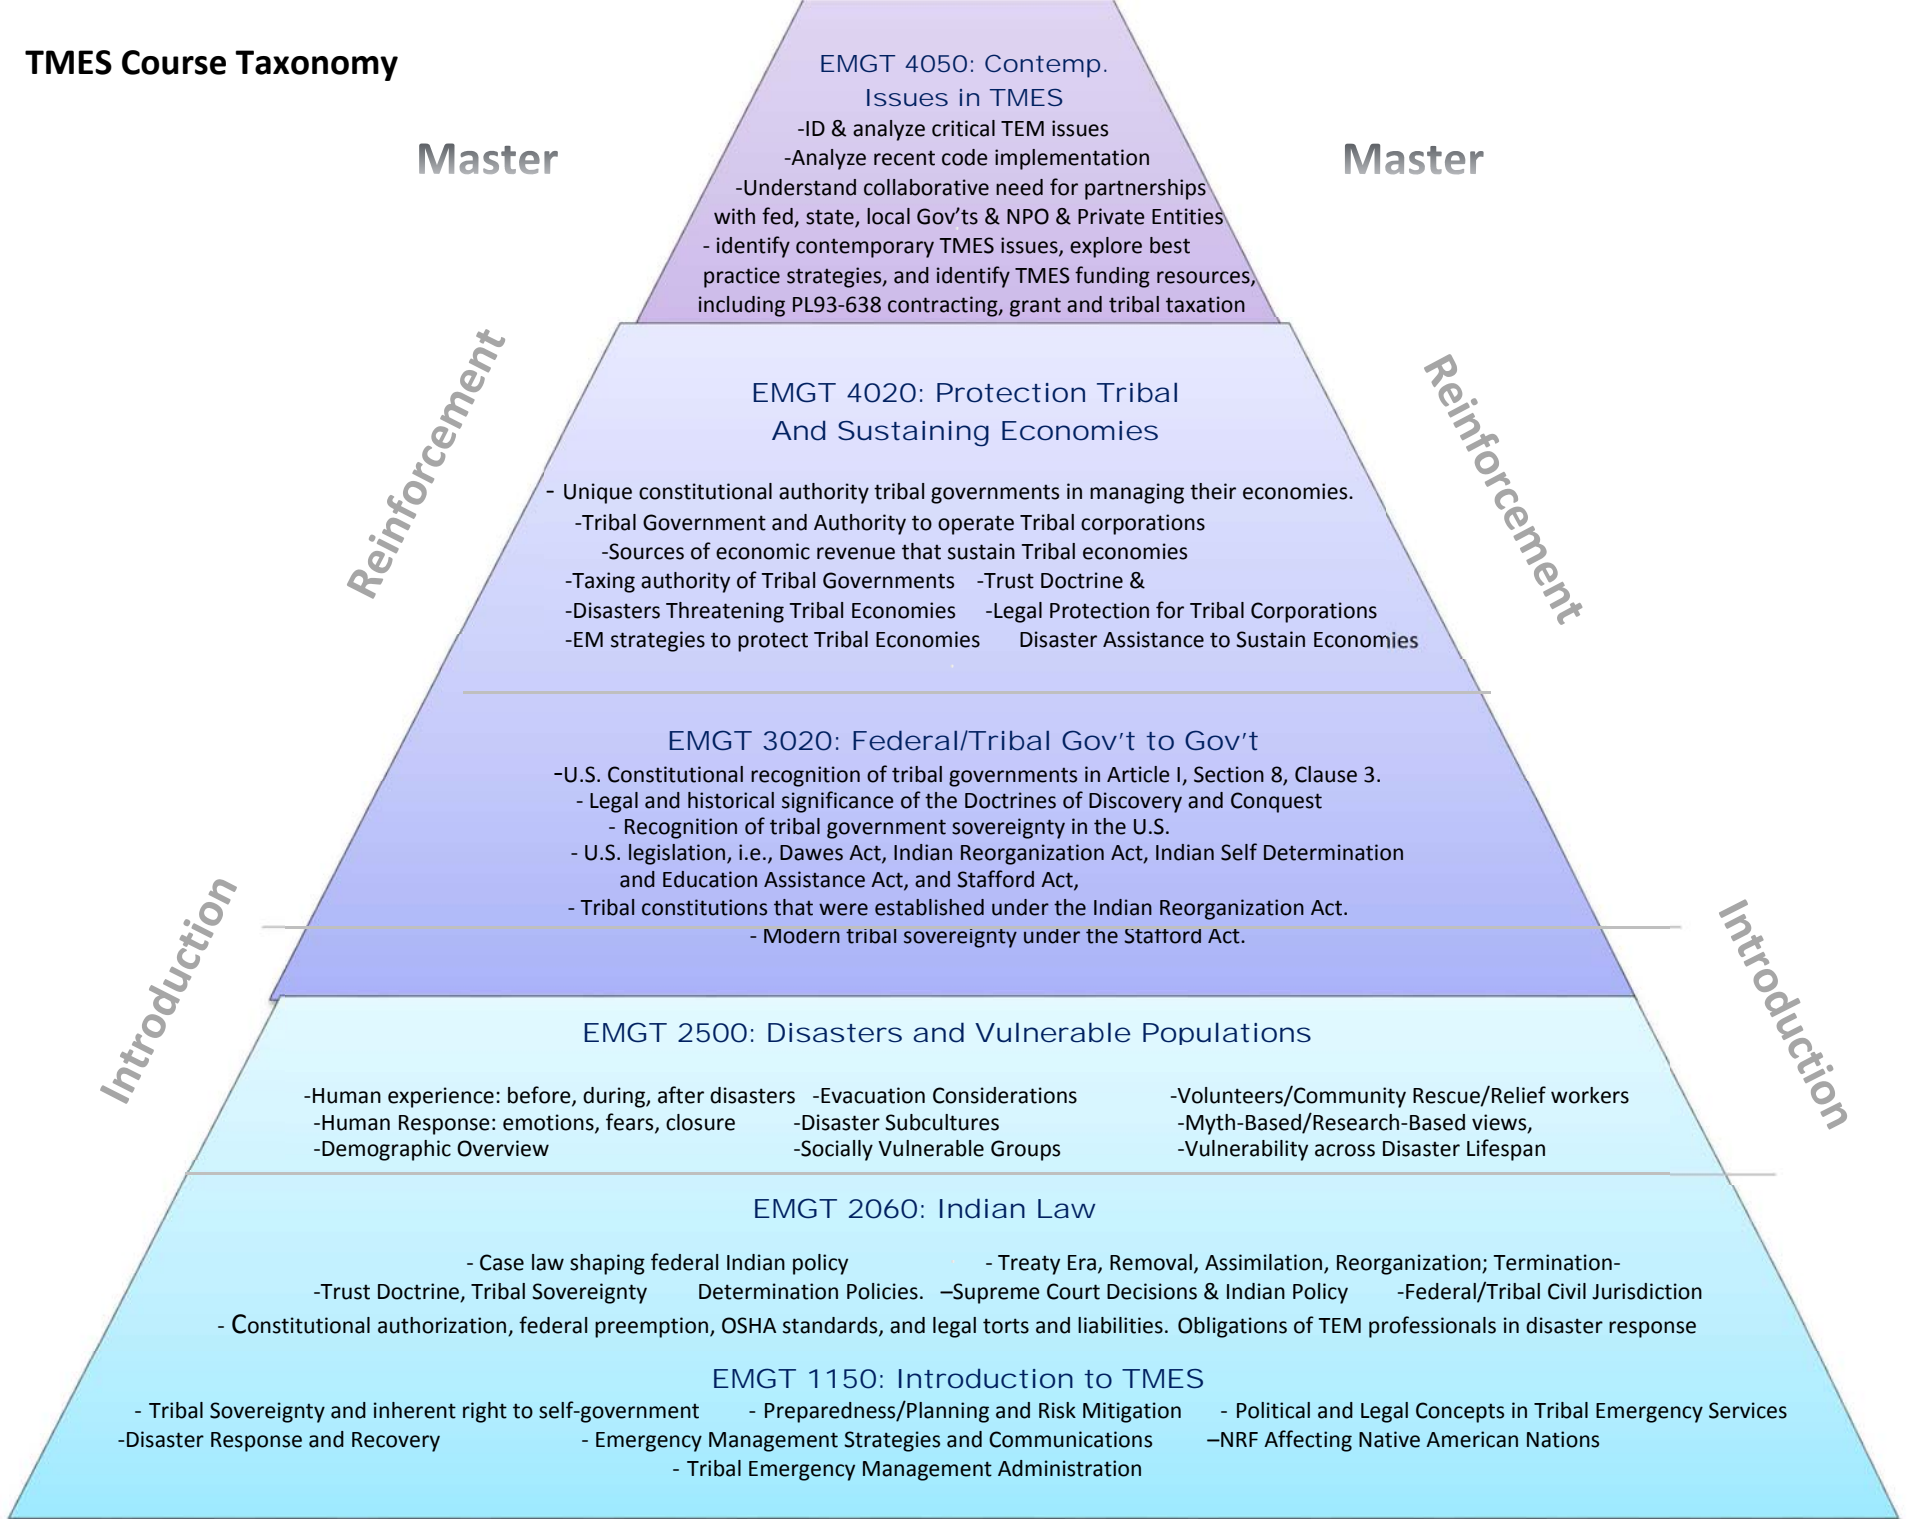 TMES Course Taxonomy
EMGT 4050: Contemp.
Issues in TMES
-ID & analyze critical TEM issues
Master
Master
-Analyze recent code implementation
-Understand collaborative need for partnerships
with fed, state, local Gov’ts & NPO & Private Entities
- identify contemporary TMES issues, explore best
practice strategies, and identify TMES funding resources,
including PL93-638 contracting, grant and tribal taxation
Reinforcement
Reinforcement
EMGT 4020: Protection Tribal
And Sustaining Economies
- Unique constitutional authority tribal governments in managing their economies.
-Tribal Government and Authority to operate Tribal corporations
-Sources of economic revenue that sustain Tribal economies
-Taxing authority of Tribal Governments -Trust Doctrine &
-Disasters Threatening Tribal Economies -Legal Protection for Tribal Corporations
-EM strategies to protect Tribal Economies Disaster Assistance to Sustain Economies
EMGT 3020: Federal/Tribal Gov’t to Gov’t
-U.S. Constitutional recognition of tribal governments in Article I, Section 8, Clause 3.
- Legal and historical significance of the Doctrines of Discovery and Conquest
- Recognition of tribal government sovereignty in the U.S.
- U.S. legislation, i.e., Dawes Act, Indian Reorganization Act, Indian Self Determination
and Education Assistance Act, and Stafford Act,
- Tribal constitutions that were established under the Indian Reorganization Act.
- Modern tribal sovereignty under the Stafford Act.
Introduction
Introduction
EMGT 2500: Disasters and Vulnerable Populations
-Human experience: before, during, after disasters -Evacuation Considerations -Volunteers/Community Rescue/Relief workers
-Human Response: emotions, fears, closure -Disaster Subcultures -Myth-Based/Research-Based views,
-Demographic Overview -Socially Vulnerable Groups -Vulnerability across Disaster Lifespan
EMGT 2060: Indian Law
- Case law shaping federal Indian policy - Treaty Era, Removal, Assimilation, Reorganization; Termination-
-Trust Doctrine, Tribal Sovereignty Determination Policies. –Supreme Court Decisions & Indian Policy -Federal/Tribal Civil Jurisdiction
- Constitutional authorization, federal preemption, OSHA standards, and legal torts and liabilities. Obligations of TEM professionals in disaster response
EMGT 1150: Introduction to TMES
- Tribal Sovereignty and inherent right to self-government - Preparedness/Planning and Risk Mitigation - Political and Legal Concepts in Tribal Emergency Services
-Disaster Response and Recovery - Emergency Management Strategies and Communications –NRF Affecting Native American Nations
- Tribal Emergency Management Administration